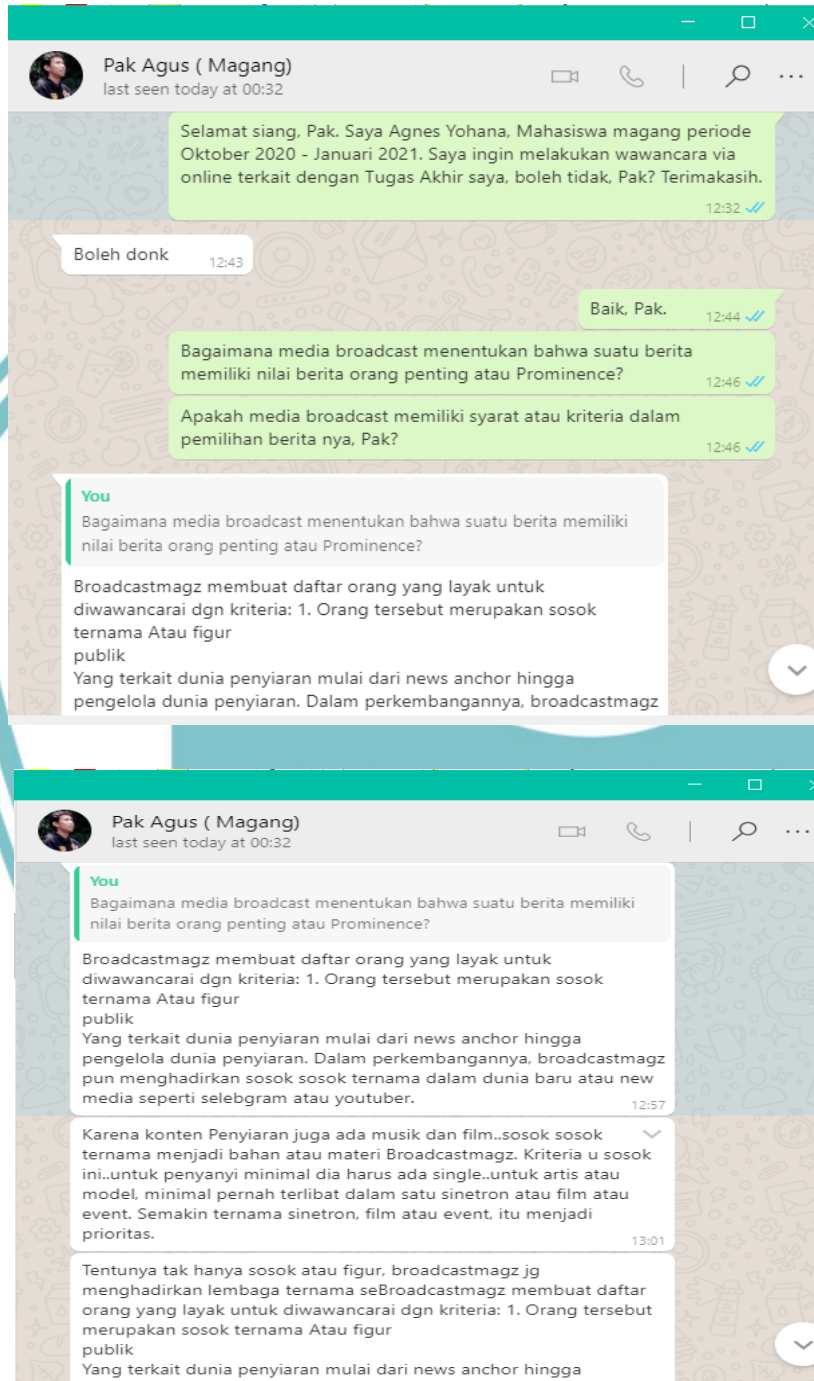 Pak Agus ( Magang)
last seen today at 00:32
Selamat siang, Pak. Saya Agnes Yohana, Mahasiswa magang periode
Oktober 2020 - Januari 2021. Saya ingin melakukan wawancara via
online terkait dengan Tugas Akhir saya, boleh tidak, Pak? Terimakasih.
12:32
Boleh donk
12:43
Baik, Pak.
12:44
Bagaimana media broadcast menentukan bahwa suatu berita
memiliki nilai berita orang penting atau Prominence?
12:46
Apakah media broadcast memiliki syarat atau kriteria dalam
pemilihan berita nya, Pak?
12:46
You
Bagaimana media broadcast menentukan bahwa suatu berita memiliki
nilai berita orang penting atau Prominence?
Broadcastmagz membuat daftar orang yang layak untuk
diwawancarai dgn kriteria: 1. Orang tersebut merupakan sosok
ternama Atau figur
publik
Yang terkait dunia penyiaran mulai dari news anchor hingga
pengelola dunia penyiaran. Dalam perkembangannya, broadcastmagz
Pak Agus ( Magang)
last seen today at 00:32
You
Bagaimana media broadcast menentukan bahwa suatu berita memiliki
nilai berita orang penting atau Prominence?
Broadcastmagz membuat daftar orang yang layak untuk
diwawancarai dgn kriteria: 1. Orang tersebut merupakan sosok
ternama Atau figur
publik
Yang terkait dunia penyiaran mulai dari news anchor hingga
pengelola dunia penyiaran. Dalam perkembangannya, broadcastmagz
pun menghadirkan sosok sosok ternama dalam dunia baru atau new
media seperti selebgram atau youtuber.
12:57
Karena konten Penyiaran juga ada musik dan film..sosok sosok
ternama menjadi bahan atau materi Broadcastmagz. Kriteria u sosok
ini..untuk penyanyi minimal dia harus ada single..untuk artis atau
model, minimal pernah terlibat dalam satu sinetron atau film atau
event. Semakin ternama sinetron, film atau event, itu menjadi
prioritas.
13:01
Tentunya tak hanya sosok atau figur, broadcastmagz jg
menghadirkan lembaga ternama seBroadcastmagz membuat daftar
orang yang layak untuk diwawancarai dgn kriteria: 1. Orang tersebut
merupakan sosok ternama Atau figur
publik
Yang terkait dunia penyiaran mulai dari news anchor hingga